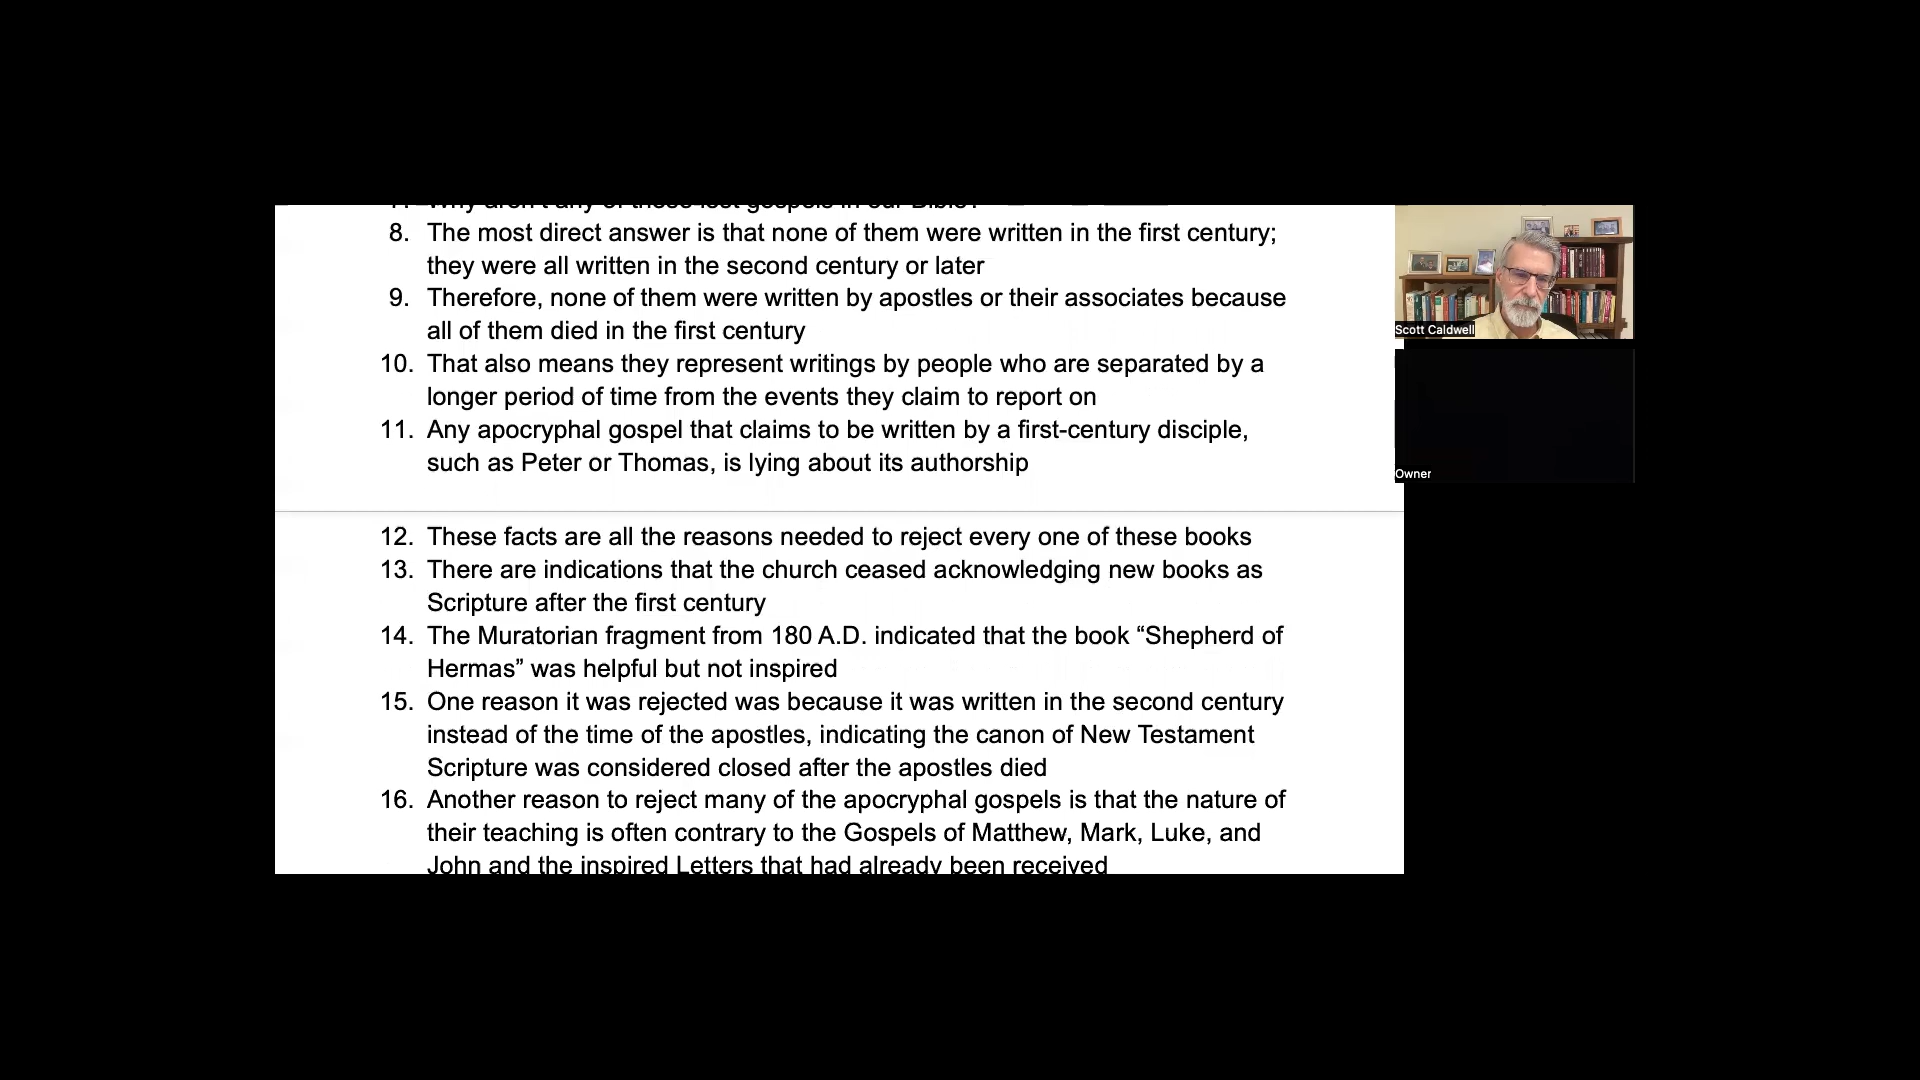 7. Why aren't any of these lost gospels in our Bible?
8. The most direct answer is that none of them were written in the first century;
they were all written in the second century or later
9. Therefore, none of them were written by apostles or their associates because
all of them died in the first century
10. That also means they represent writings by people who are separated by a
longer period of time from the events they claim to report on
11. Any apocryphal gospel that claims to be written by a first-century disciple,
such as Peter or Thomas, is lying about its authorship
12. These facts are all the reasons needed to reject every one of these books
13. There are indications that the church ceased acknowledging new books as
Scripture after the first century
14. The Muratorian fragment from 180 A.D. indicated that the book “Shepherd of
Hermas” was helpful but not inspired
15. One reason it was rejected was because it was written in the second century
instead of the time of the apostles, indicating the canon of New Testament
Scripture was considered closed after the apostles died
16. Another reason to reject many of the apocryphal gospels is that the nature of
their teaching is often contrary to the Gospels of Matthew, Mark, Luke, and
John and the inspired Letters that had already been received
Scott Caldwell
Owner